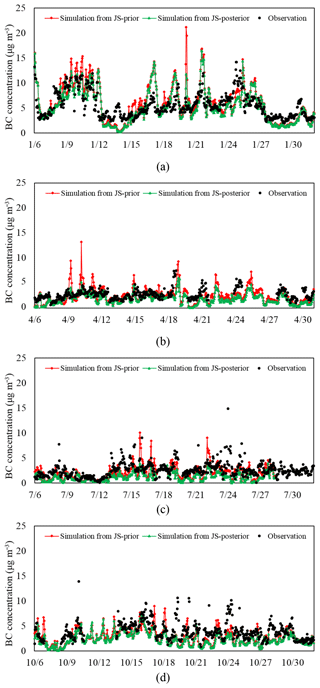 Simulation from JS-prior Simulation from JS-posterior Observation
BC concentration (μg m⁻³)
25
20
15
10
5
0
1/6 1/9 1/12 1/15 1/18 1/21 1/24 1/27 1/30
(a)
Simulation from JS-prior Simulation from JS-posterior Observation
BC concentration (μg m⁻³)
25
20
15
10
5
0
4/6 4/9 4/12 4/15 4/18 4/21 4/24 4/27 4/31
(b)
Simulation from JS-prior Simulation from JS-posterior Observation
BC concentration (μg m⁻³)
25
20
15
10
5
0
7/6 7/9 7/12 7/15 7/18 7/21 7/24 7/27 7/30
(c)
Simulation from JS-prior Simulation from JS-posterior Observation
BC concentration (μg m⁻³)
25
20
15
10
5
0
10/6 10/9 10/12 10/15 10/18 10/21 10/24 10/27 10/30
(d)